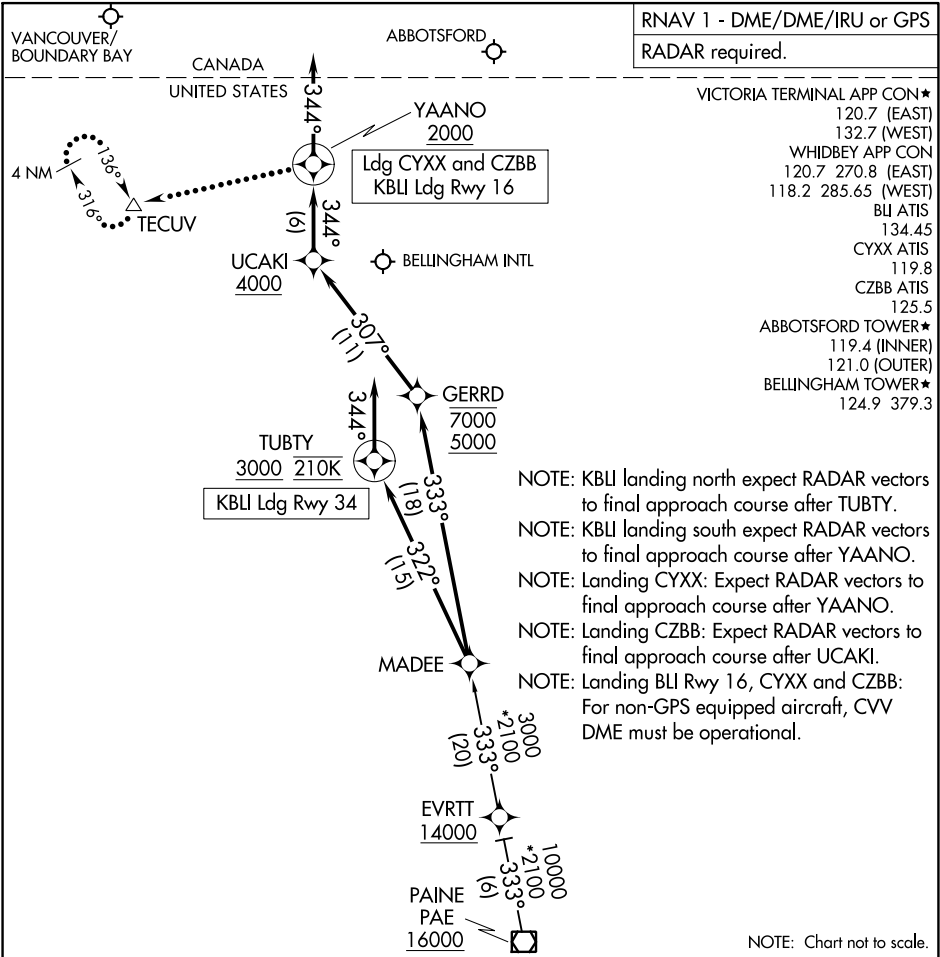 RNAV 1 - DME/DME/IRU or GPS
RADAR required.
VANCOUVER/
BOUNDARY BAY
ABBOTSFORD
CANADA
UNITED STATES
344°
YAANO
2000
Ldg CYXX and CZBB
KBLI Ldg Rwy 16
4 NM
136°
316°
TECUV
344°
(6)
UCAKI
4000
BELLINGHAM INTL
307°
(11)
GERRD
7000
5000
344°
TUBTY
3000 210K
KBLI Ldg Rwy 34
333°
(18)
322°
(15)
MADEE
3000
*2100
333°
(20)
EVRTT
14000
10000
*2100
333°
(6)
PAINE
PAE
16000
VICTORIA TERMINAL APP CON★
120.7 (EAST)
132.7 (WEST)
WHIDBEY APP CON
120.7 270.8 (EAST)
118.2 285.65 (WEST)
BLI ATIS
134.45
CYXX ATIS
119.8
CZBB ATIS
125.5
ABBOTSFORD TOWER★
119.4 (INNER)
121.0 (OUTER)
BELLINGHAM TOWER★
124.9 379.3
NOTE: KBLI landing north expect RADAR vectors
to final approach course after TUBTY.
NOTE: KBLI landing south expect RADAR vectors
to final approach course after YAANO.
NOTE: Landing CYXX: Expect RADAR vectors to
final approach course after YAANO.
NOTE: Landing CZBB: Expect RADAR vectors to
final approach course after UCAKI.
NOTE: Landing BLI Rwy 16, CYXX and CZBB:
For non-GPS equipped aircraft, CVV
DME must be operational.
NOTE: Chart not to scale.